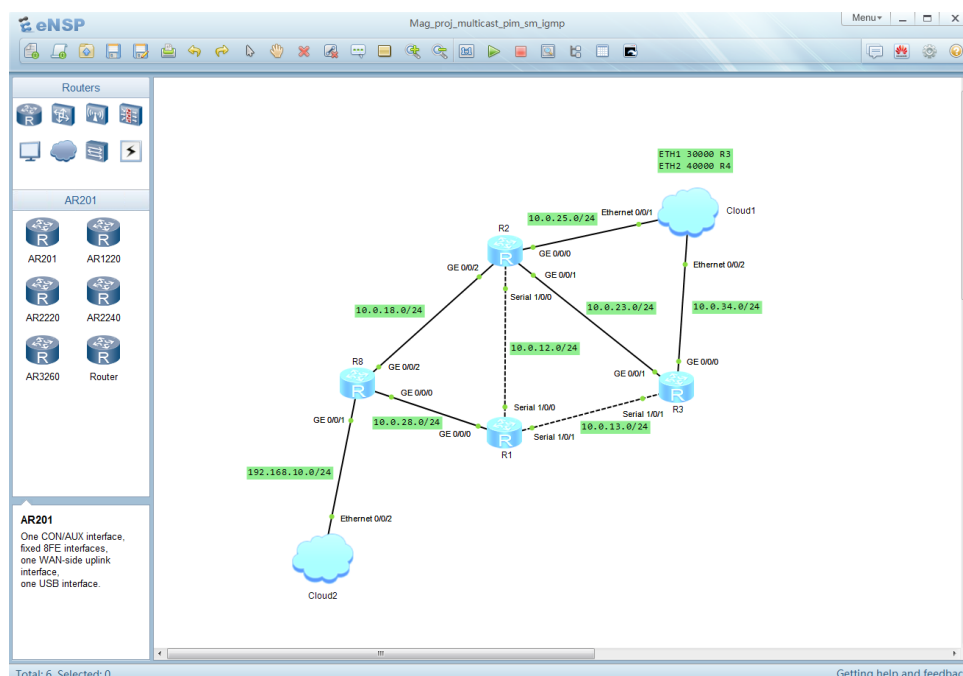 eNSP
Mag_proj_multicast_pim_sm_igmp
Menu
Routers
AR201
AR201
AR1220
AR2220
AR2240
AR3260
Router
AR201
One CON/AUX interface,
fixed 8FE interfaces,
one WAN-side uplink
interface,
one USB interface.
ETH1 30000 R3
ETH2 40000 R4
Ethernet 0/0/1
Cloud1
10.0.25.0/24
R2
GE 0/0/0
GE 0/0/2
GE 0/0/1
Ethernet 0/0/2
Serial 1/0/0
10.0.18.0/24
10.0.23.0/24
10.0.34.0/24
10.0.12.0/24
R8
GE 0/0/2
GE 0/0/1
GE 0/0/0
GE 0/0/0
R3
Serial 1/0/0
Serial 1/0/1
GE 0/0/1
10.0.28.0/24
GE 0/0/0
10.0.13.0/24
Serial 1/0/1
R1
192.168.10.0/24
Ethernet 0/0/2
Cloud2
Total: 6 Selected: 0
Getting help and feedbac